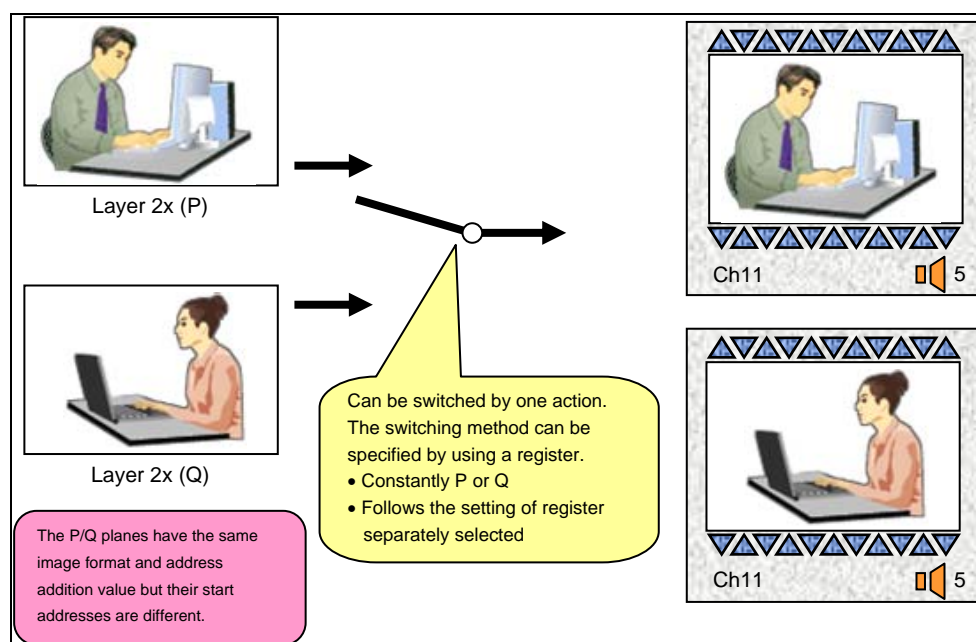 Layer 2x (P)
Layer 2x (Q)
The P/Q planes have the same
image format and address
addition value but their start
addresses are different.
Can be switched by one action.
The switching method can be
specified by using a register.
• Constantly P or Q
• Follows the setting of register
separately selected
Ch11 5
Ch11 5